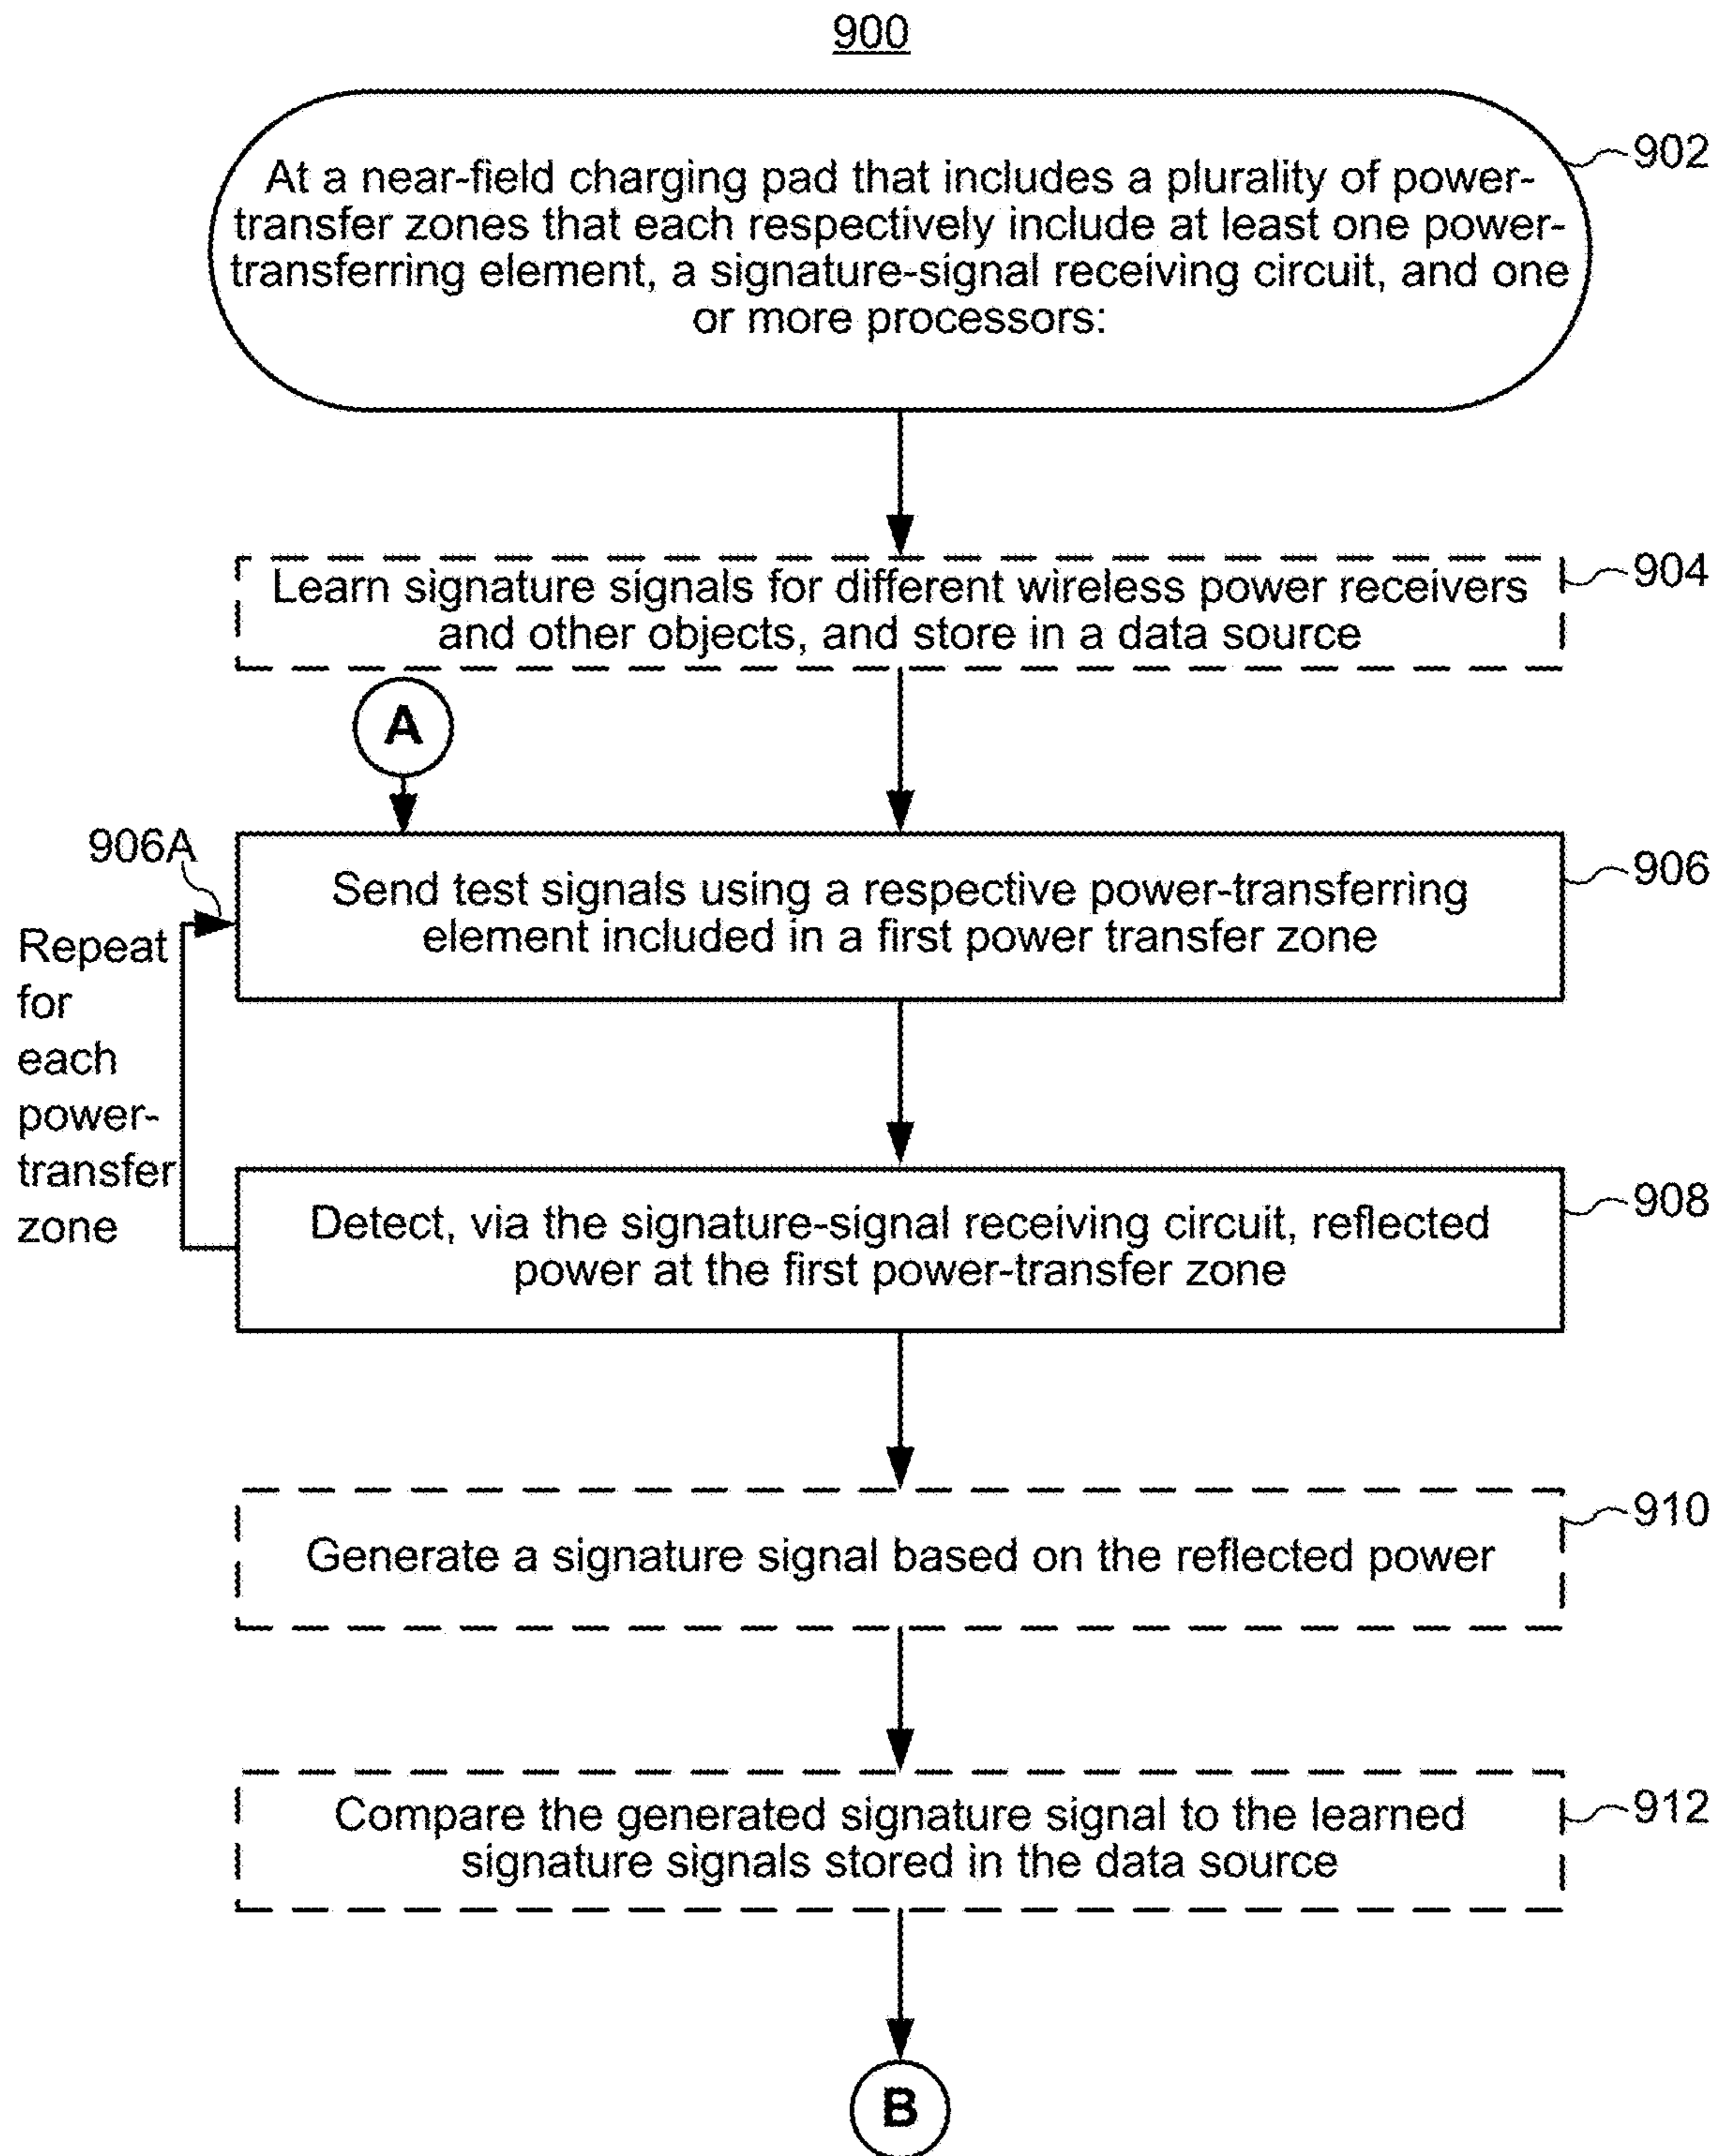 900
At a near-field charging pad that includes a plurality of power-
transfer zones that each respectively include at least one power-
transferring element, a signature-signal receiving circuit, and one
or more processors:
902
Learn signature signals for different wireless power receivers
and other objects, and store in a data source
904
A
906A
Send test signals using a respective power-transferring
element included in a first power transfer zone
906
Repeat
for
each
power-
transfer
zone
Detect, via the signature-signal receiving circuit, reflected
power at the first power-transfer zone
908
Generate a signature signal based on the reflected power
910
Compare the generated signature signal to the learned
signature signals stored in the data source
912
B